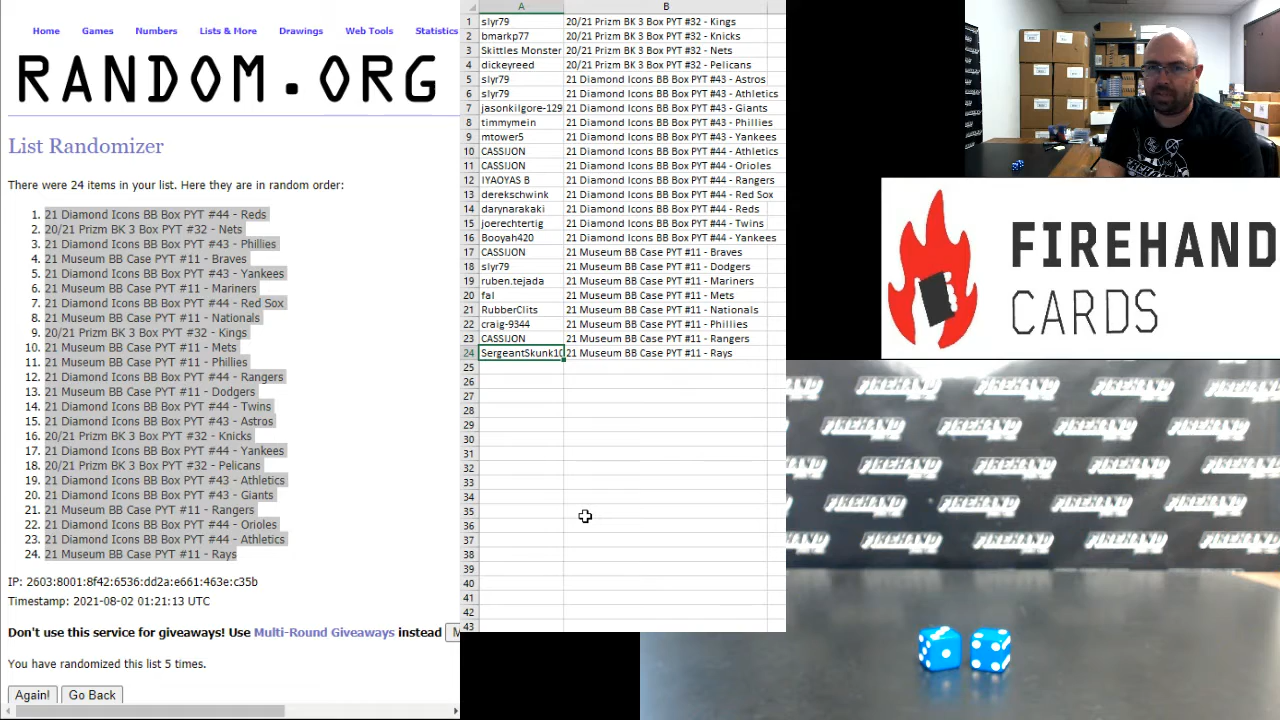 Home Games Numbers Lists & More Drawings Web Tools Statistics
RANDOM.ORG
List Randomizer
There were 24 items in your list. Here they are in random order:
1. 21 Diamond Icons BB Box PYT #44 - Reds
2. 20/21 Prizm BK 3 Box PYT #32 - Nets
3. 21 Diamond Icons BB Box PYT #43 - Phillies
4. 21 Museum BB Case PYT #11 - Braves
5. 21 Diamond Icons BB Box PYT #43 - Yankees
6. 21 Museum BB Case PYT #11 - Mariners
7. 21 Diamond Icons BB Box PYT #44 - Red Sox
8. 21 Museum BB Case PYT #11 - Nationals
9. 20/21 Prizm BK 3 Box PYT #32 - Kings
10. 21 Museum BB Case PYT #11 - Mets
11. 21 Museum BB Case PYT #11 - Phillies
12. 21 Diamond Icons BB Box PYT #44 - Rangers
13. 21 Museum BB Case PYT #11 - Dodgers
14. 21 Diamond Icons BB Box PYT #44 - Twins
15. 21 Diamond Icons BB Box PYT #43 - Astros
16. 20/21 Prizm BK 3 Box PYT #32 - Knicks
17. 21 Diamond Icons BB Box PYT #44 - Yankees
18. 20/21 Prizm BK 3 Box PYT #32 - Pelicans
19. 21 Diamond Icons BB Box PYT #43 - Athletics
20. 21 Diamond Icons BB Box PYT #43 - Giants
21. 21 Museum BB Case PYT #11 - Rangers
22. 21 Diamond Icons BB Box PYT #44 - Orioles
23. 21 Diamond Icons BB Box PYT #44 - Athletics
24. 21 Museum BB Case PYT #11 - Rays
IP: 2603:8001:8f42:6536:dd2a:e661:463e:c35b
Timestamp: 2021-08-02 01:21:13 UTC
Don't use this service for giveaways! Use Multi-Round Giveaways instead
You have randomized this list 5 times.
Again! Go Back
A B
1 slyr79 20/21 Prizm BK 3 Box PYT #32 - Kings
2 bmarkp77 20/21 Prizm BK 3 Box PYT #32 - Knicks
3 Skittles Monster 20/21 Prizm BK 3 Box PYT #32 - Nets
4 dickeyreed 20/21 Prizm BK 3 Box PYT #32 - Pelicans
5 slyr79 21 Diamond Icons BB Box PYT #43 - Astros
6 slyr79 21 Diamond Icons BB Box PYT #43 - Athletics
7 jasonkilgore-129 21 Diamond Icons BB Box PYT #43 - Giants
8 timmymein 21 Diamond Icons BB Box PYT #43 - Phillies
9 mtower5 21 Diamond Icons BB Box PYT #43 - Yankees
10 CASSIJON 21 Diamond Icons BB Box PYT #44 - Athletics
11 CASSIJON 21 Diamond Icons BB Box PYT #44 - Orioles
12 IYAOYAS B 21 Diamond Icons BB Box PYT #44 - Rangers
13 derekschwink 21 Diamond Icons BB Box PYT #44 - Red Sox
14 darynarakaki 21 Diamond Icons BB Box PYT #44 - Reds
15 joerechtertig 21 Diamond Icons BB Box PYT #44 - Twins
16 Booyah420 21 Diamond Icons BB Box PYT #44 - Yankees
17 CASSIJON 21 Museum BB Case PYT #11 - Braves
18 slyr79 21 Museum BB Case PYT #11 - Dodgers
19 ruben.tejada 21 Museum BB Case PYT #11 - Mariners
20 fal 21 Museum BB Case PYT #11 - Mets
21 RubberClits 21 Museum BB Case PYT #11 - Nationals
22 craig-9344 21 Museum BB Case PYT #11 - Phillies
23 CASSIJON 21 Museum BB Case PYT #11 - Rangers
24 SergeantSkunk10 21 Museum BB Case PYT #11 - Rays
25
26
27
28
29
30
31
32
33
34
35
36
37
38
39
40
41
42
43
FIREHAND
CARDS
FIREHAND FIREHAND FIREHAND
FIREHAND FIREHAND FIREHAND
FIREHAND FIREHAND FIREHAND
FIREHAND FIREHAND FIREHAND
FIREHAND FIREHAND FIREHAND